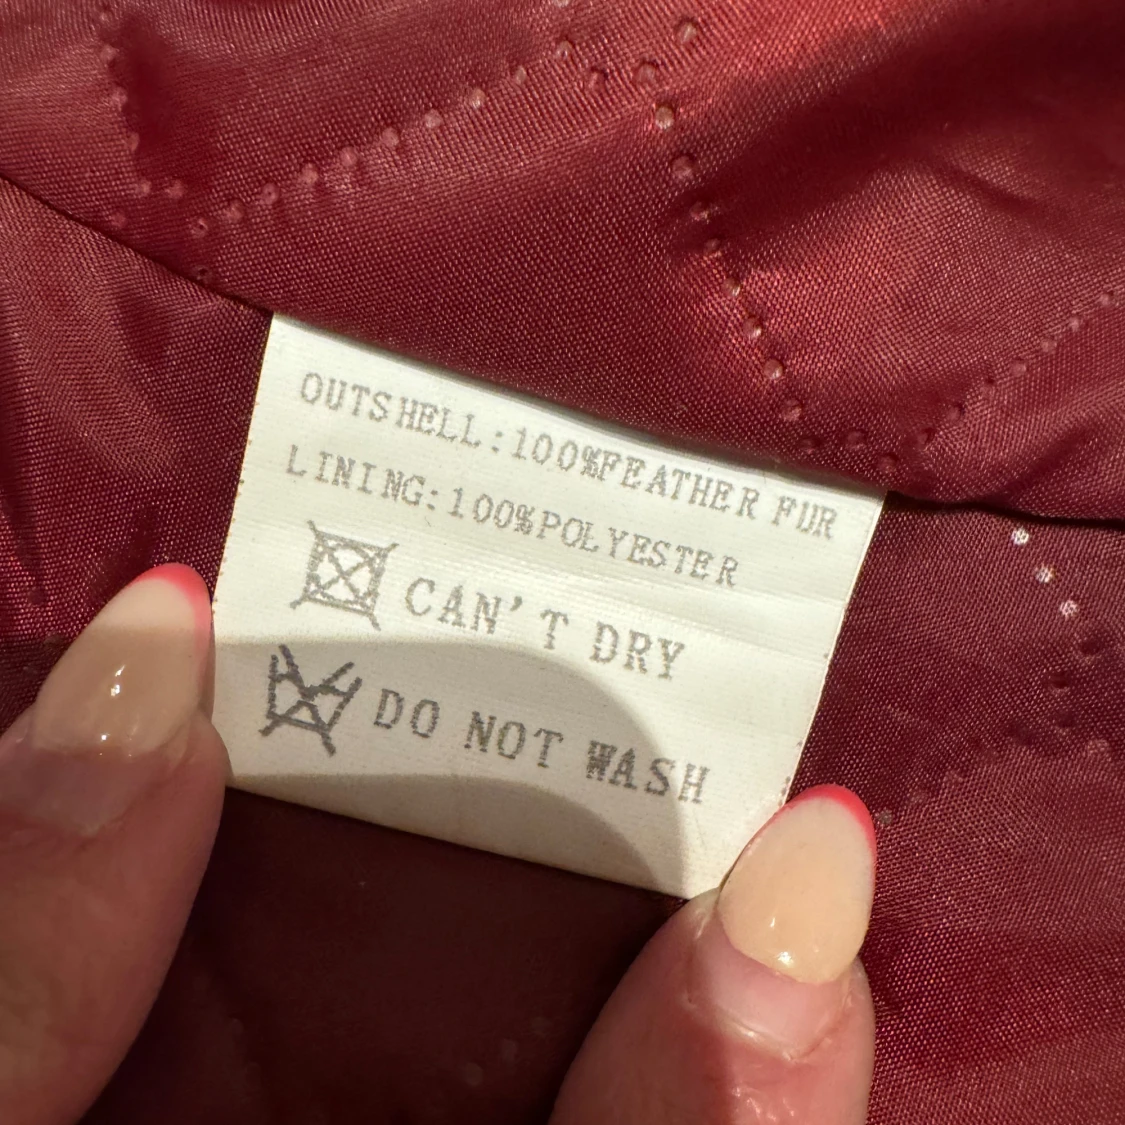 OUTSHELL:100%FEATHER FUR
LINING:100%POLYESTER
CAN'T DRY
DO NOT WASH